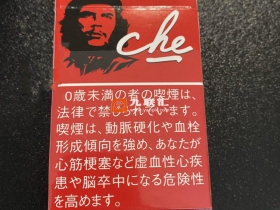 che
0歳未満の者の喫煙は、
法律で禁じられています。
喫煙は、動脈硬化や血栓
形成傾向を強め、あなたが
心筋梗塞など虚血性心疾
患や脳卒中になる危険性
を高めます。